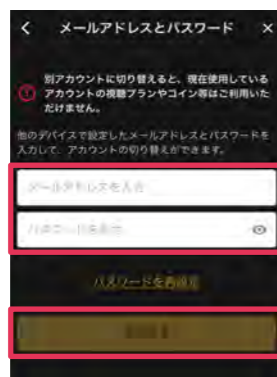 メールアドレスとパスワード
別アカウントに切り替えると、現在使用している
アカウントの視聴プランやコイン等はご利用いた
だけません。
他のデバイスで設定したメールアドレスとパスワードを
入力して、アカウントの切り替えができます。
メールアドレスを入力
パスワードを入力
パスワードを再設定